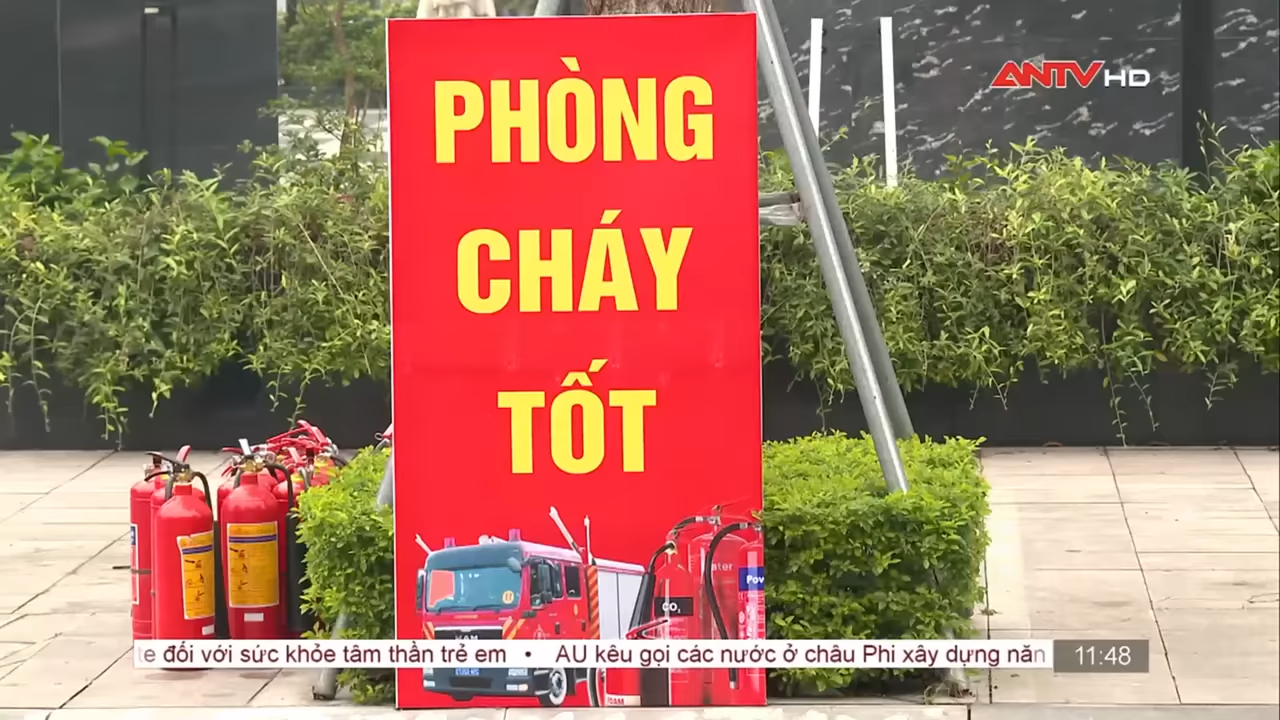 ANTV HD
PHÒNG
CHÁY
TỐT
CO₂
te đối với sức khỏe tâm thần trẻ em • AU kêu gọi các nước ở châu Phi xây dựng năn
11:48